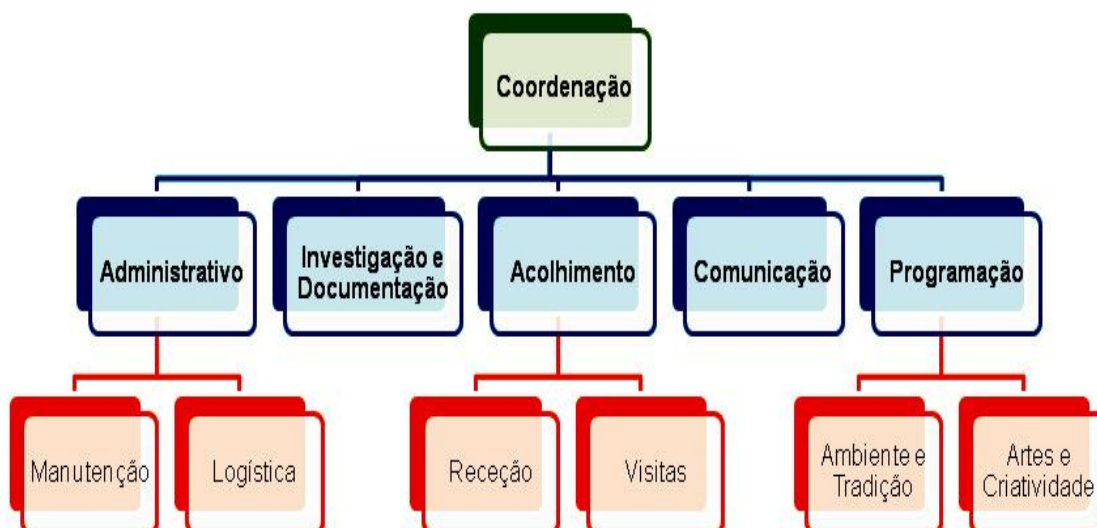 Coordenação
Administrativo
Investigação e
Documentação
Acolhimento
Comunicação
Programação
Manutenção
Logística
Receção
Visitas
Ambiente e
Tradição
Artes e
Criatividade